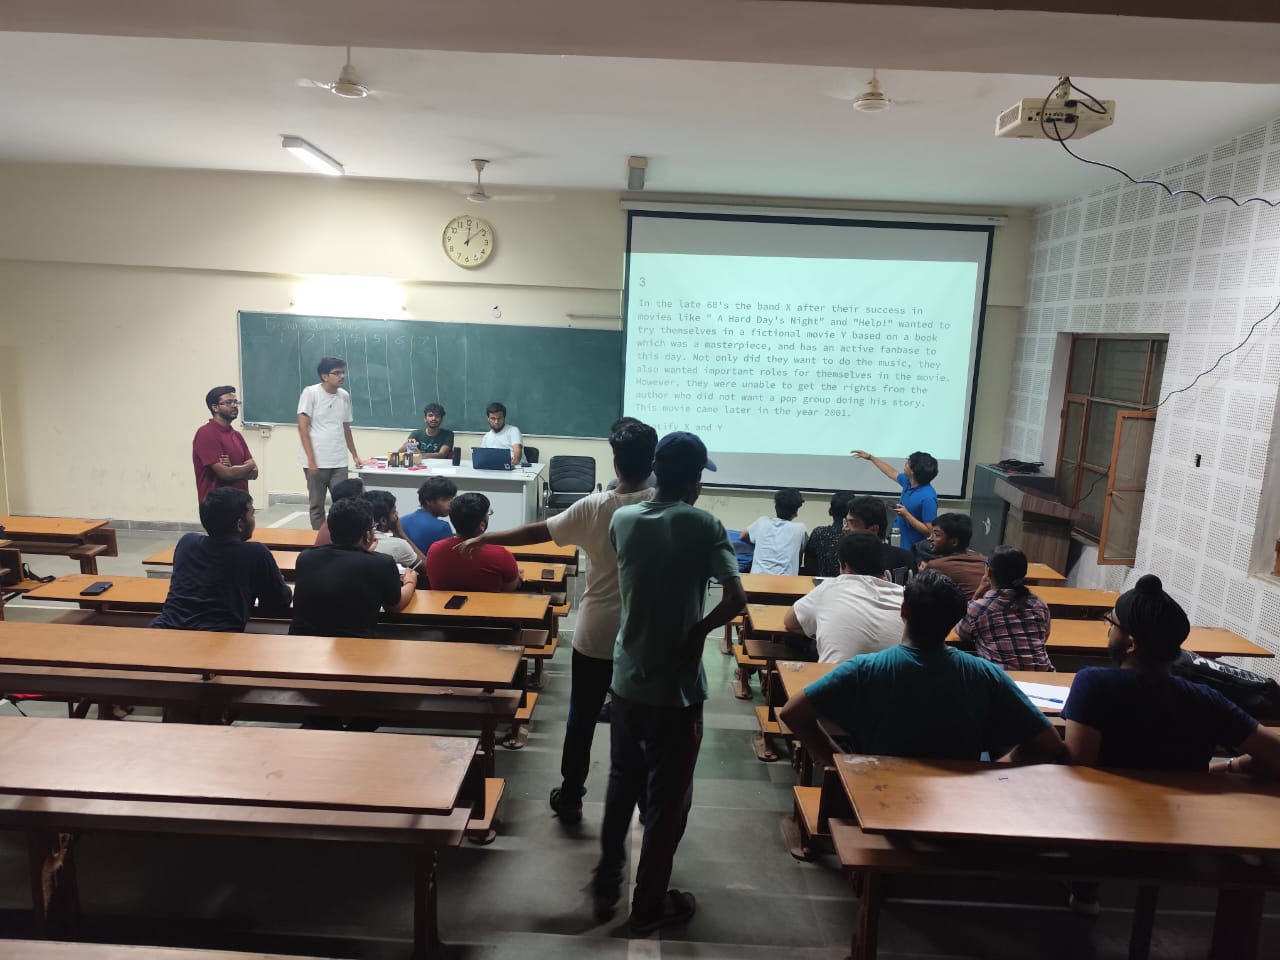 3
In the late 60's the band X after their success in
movies like " A Hard Day's Night" and "Help!" wanted to
try themselves in a fictional movie Y based on a book
which was a masterpiece, and has an active fanbase to
this day. Not only did they want to do the music, they
also wanted important roles for themselves in the movie.
However, they were unable to get the rights from the
author who did not want a pop group doing his story.
This movie came later in the year 2001.
X and Y
1 2 3 4 5 6 7